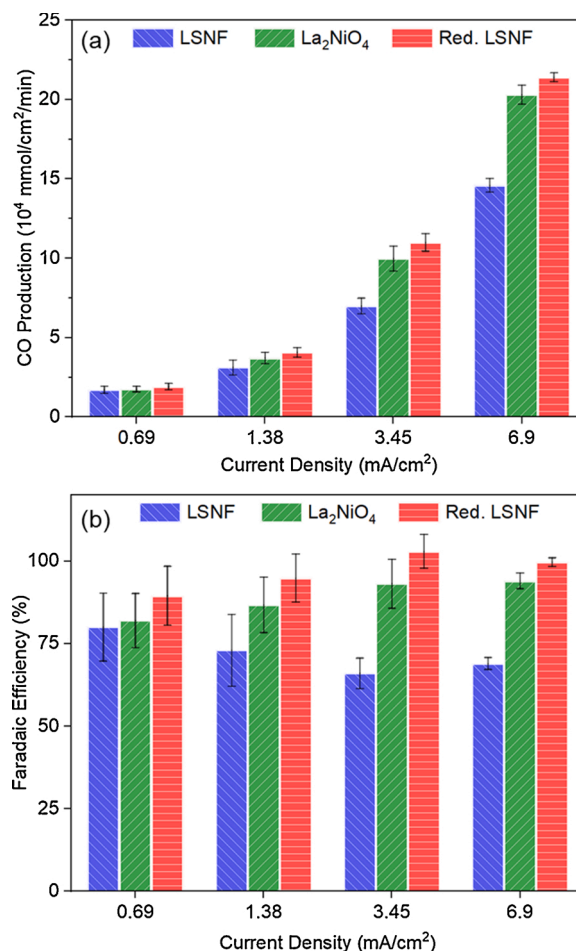 (a)
LSNF
La₂NiO₄
Red. LSNF
CO Production (10⁴ mmol/cm²/min)
25
20
15
10
5
0
0.69
1.38
3.45
6.9
Current Density (mA/cm²)
(b)
LSNF
La₂NiO₄
Red. LSNF
Faradaic Efficiency (%)
100
75
50
25
0
0.69
1.38
3.45
6.9
Current Density (mA/cm²)